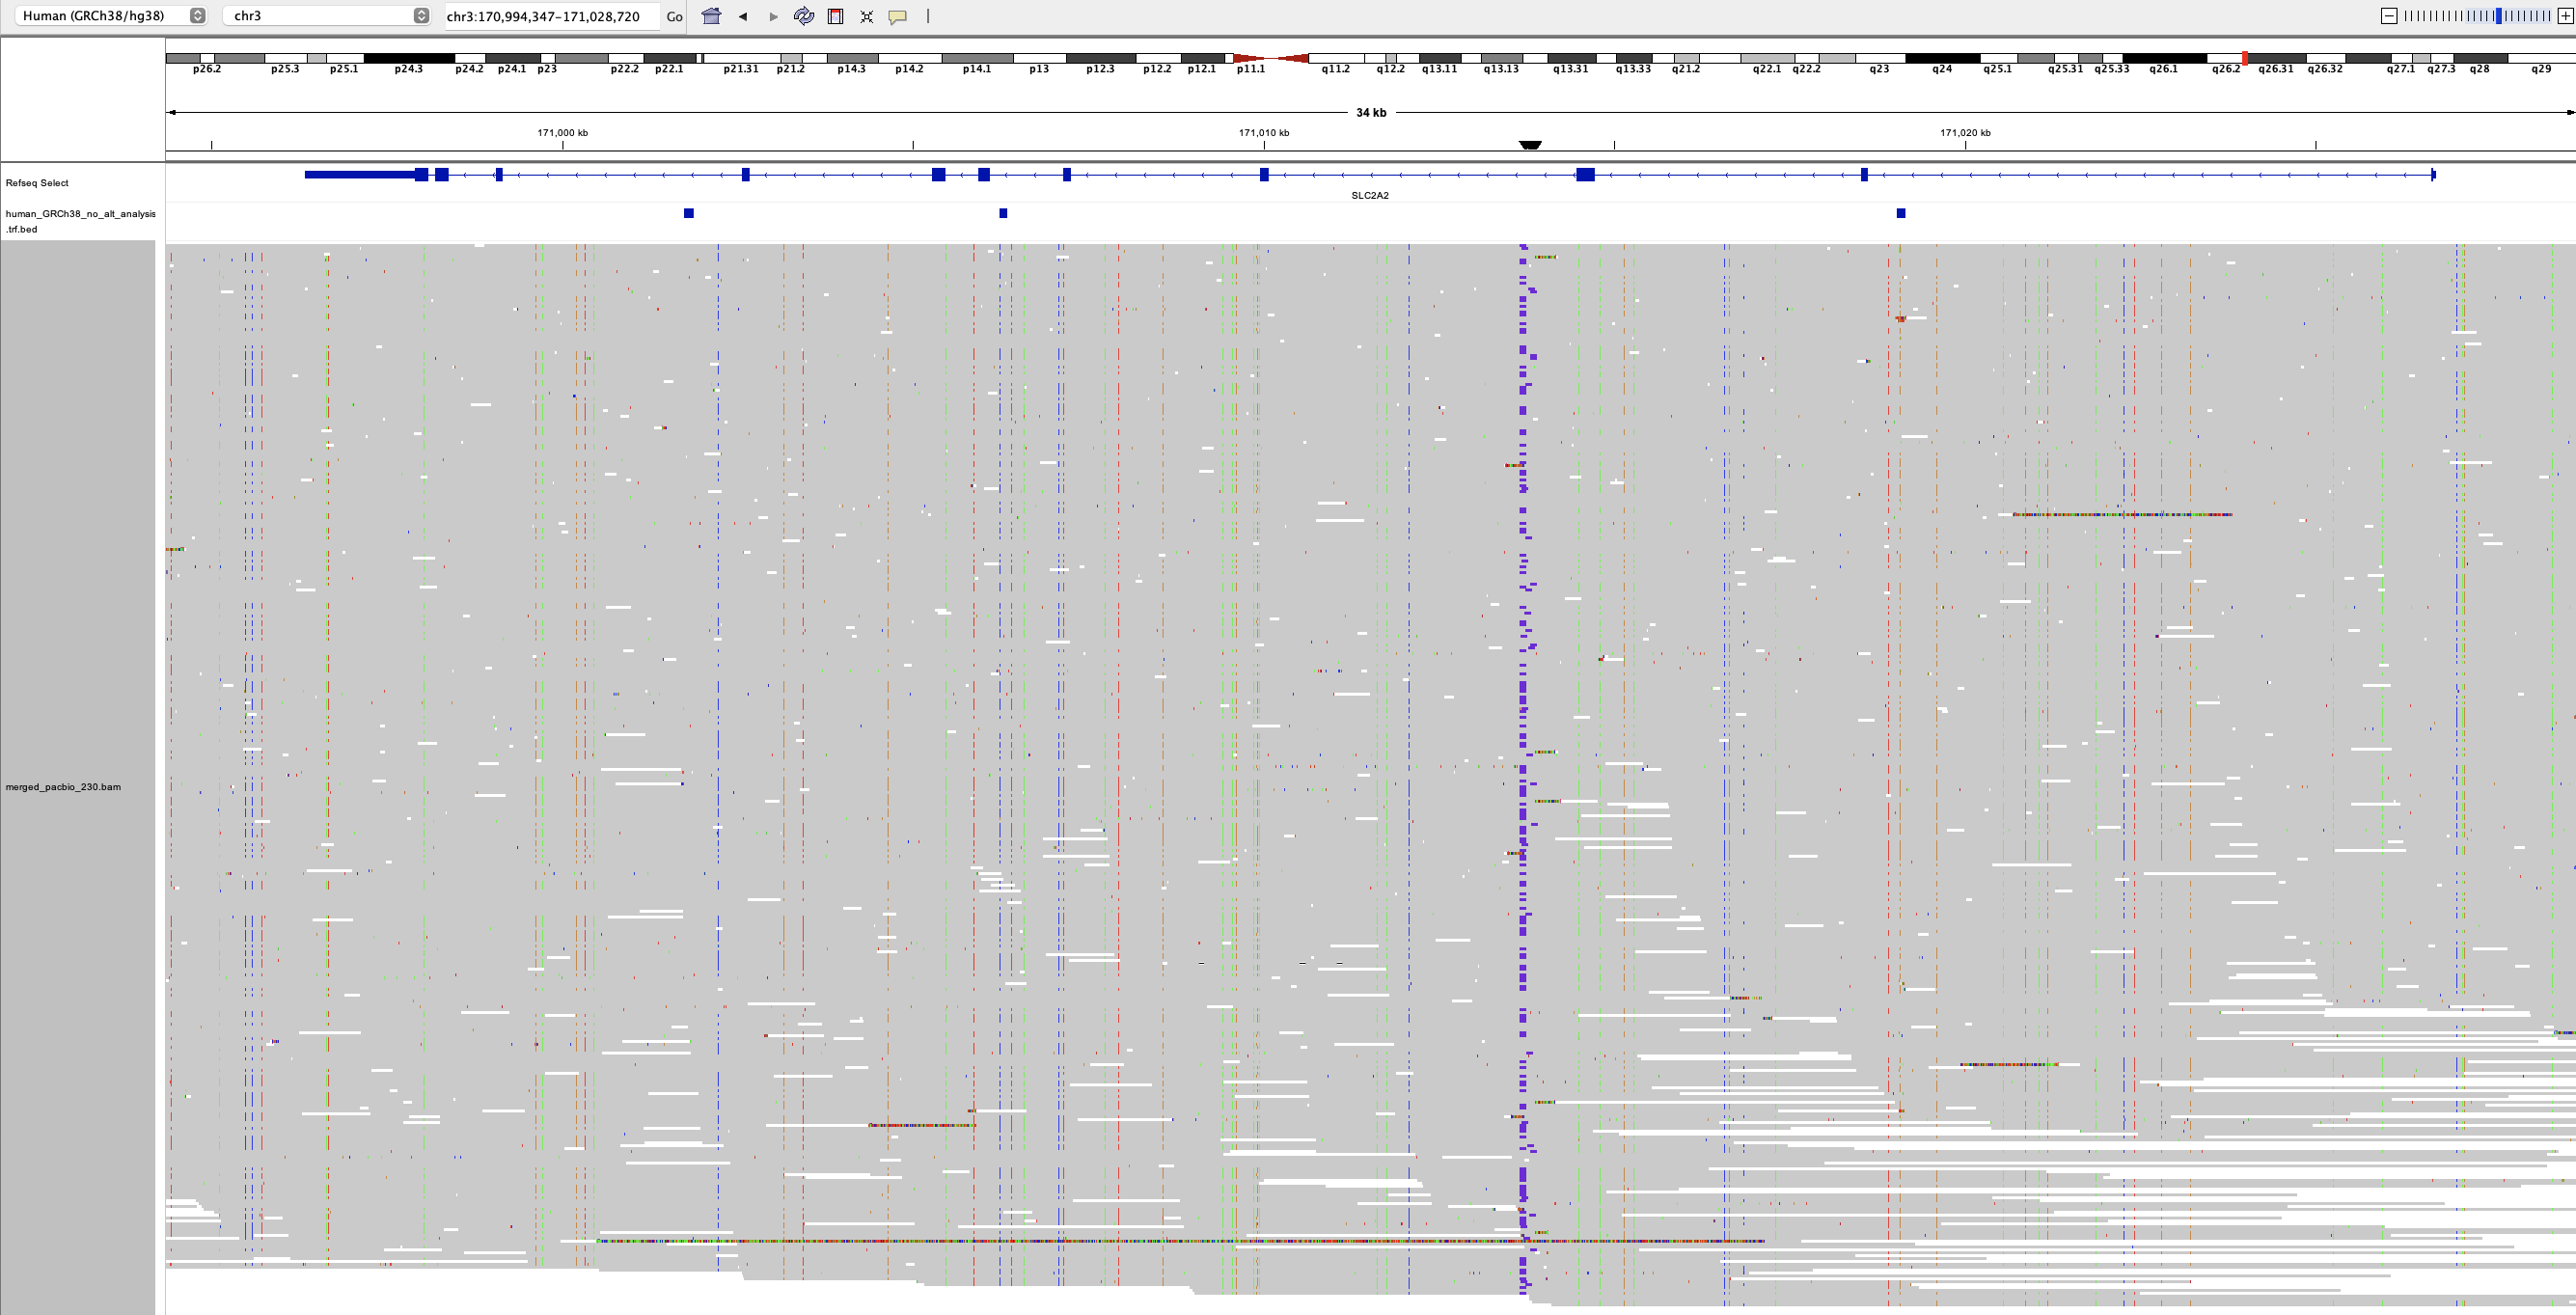 Human (GRCh38/hg38) chr3 chr3:170,994,347-171,028,720 Go
p26.2 p25.3 p25.1 p24.3 p24.2 p24.1 p23 p22.2 p22.1 p21.31 p21.2 p14.3 p14.2 p14.1 p13 p12.3 p12.2 p12.1 p11.1 q11.2 q12.2 q13.11 q13.13 q13.31 q13.33 q21.2 q22.1 q22.2 q23 q24 q25.1 q25.31 q25.33 q26.1 q26.2 q26.31 q26.32 q27.1 q27.3 q28 q29
34 kb
171,000 kb 171,010 kb 171,020 kb
Refseq Select
SLC2A2
human_GRCh38_no_alt_analysis
.trf.bed
merged_pacbio_230.bam